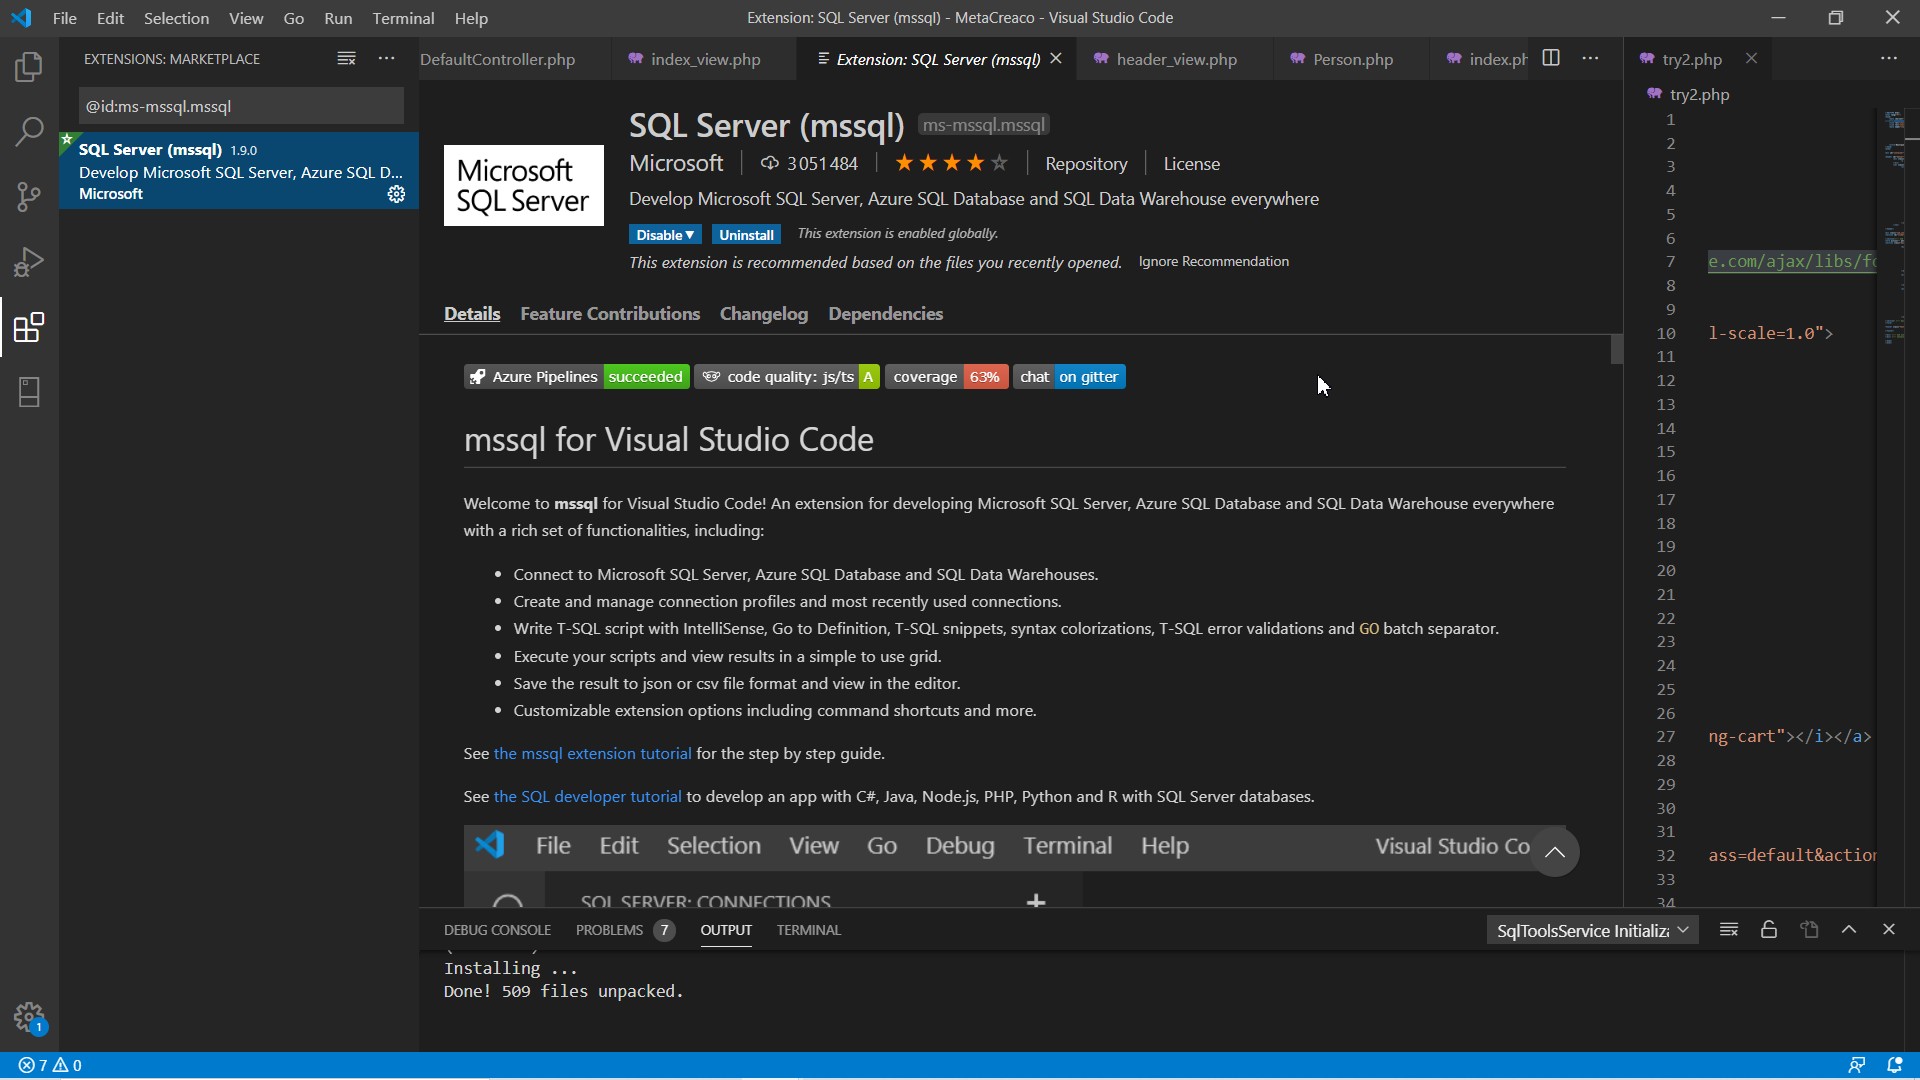 File Edit Selection View Go Run Terminal Help
Extension: SQL Server (mssql) - MetaCreaco - Visual Studio Code
EXTENSIONS: MARKETPLACE
@id:ms-mssql.mssql
SQL Server (mssql) 1.9.0
Develop Microsoft SQL Server, Azure SQL D...
Microsoft
DefaultController.php
index_view.php
Extension: SQL Server (mssql)
header_view.php
Person.php
index.ph
SQL Server (mssql) ms-mssql.mssql
Microsoft
SQL Server
Microsoft 3 051 484 Repository License
Develop Microsoft SQL Server, Azure SQL Database and SQL Data Warehouse everywhere
Disable Uninstall This extension is enabled globally.
This extension is recommended based on the files you recently opened. Ignore Recommendation
Details Feature Contributions Changelog Dependencies
Azure Pipelines succeeded code quality: js/ts A coverage 63% chat on gitter
mssql for Visual Studio Code
Welcome to mssql for Visual Studio Code! An extension for developing Microsoft SQL Server, Azure SQL Database and SQL Data Warehouse everywhere
with a rich set of functionalities, including:
• Connect to Microsoft SQL Server, Azure SQL Database and SQL Data Warehouses.
• Create and manage connection profiles and most recently used connections.
• Write T-SQL script with IntelliSense, Go to Definition, T-SQL snippets, syntax colorizations, T-SQL error validations and GO batch separator.
• Execute your scripts and view results in a simple to use grid.
• Save the result to json or csv file format and view in the editor.
• Customizable extension options including command shortcuts and more.
See the mssql extension tutorial for the step by step guide.
See the SQL developer tutorial to develop an app with C#, Java, Node.js, PHP, Python and R with SQL Server databases.
File Edit Selection View Go Debug Terminal Help Visual Studio Co
SQL SERVER: CONNECTIONS +
try2.php
try2.php
1
2
3
4
5
6
7 e.com/ajax/libs/fo
8
9
10 l-scale=1.0">
11
12
13
14
15
16
17
18
19
20
21
22
23
24
25
26
27 ng-cart"></i></a>
28
29
30
31
32 ass=default&action
33
34
DEBUG CONSOLE PROBLEMS 7 OUTPUT TERMINAL
SqlToolsService Initializa
Installing ...
Done! 509 files unpacked.
1
7 0